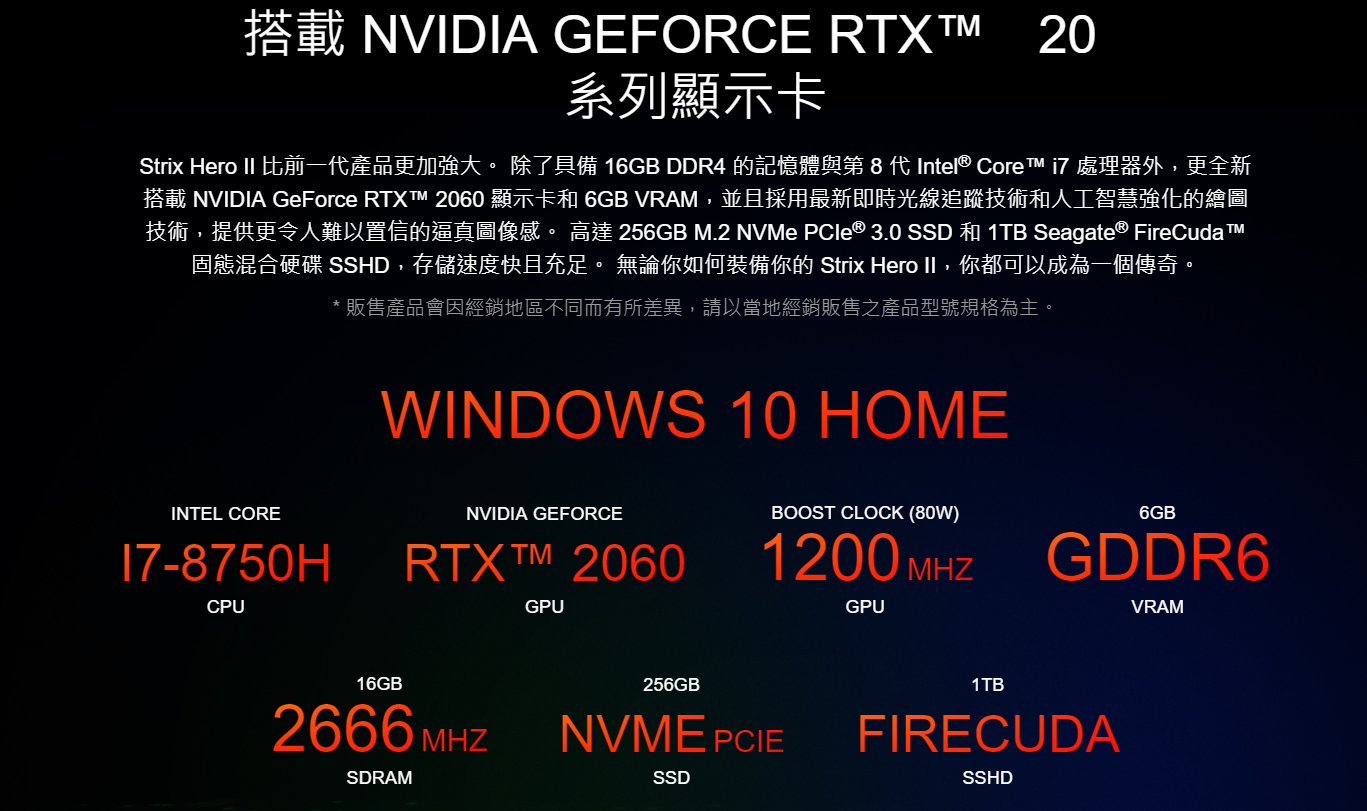 搭載 NVIDIA GEFORCE RTX™ 20
系列顯示卡
Strix Hero II 比前一代產品更加強大。 除了具備 16GB DDR4 的記憶體與第 8 代 Intel® Core™ i7 處理器外，更全新
搭載 NVIDIA GeForce RTX™ 2060 顯示卡和 6GB VRAM，並且採用最新即時光線追蹤技術和人工智慧強化的繪圖
技術，提供更令人難以置信的逼真圖像感。 高達 256GB M.2 NVMe PCIe® 3.0 SSD 和 1TB Seagate® FireCuda™
固態混合硬碟 SSHD，存儲速度快且充足。 無論你如何裝備你的 Strix Hero II，你都可以成為一個傳奇。
* 販售產品會因經銷地區不同而有所差異，請以當地經銷販售之產品型號規格為主。
WINDOWS 10 HOME
INTEL CORE
I7-8750H
CPU
NVIDIA GEFORCE
RTX™ 2060
GPU
BOOST CLOCK (80W)
1200 MHZ
GPU
6GB
GDDR6
VRAM
16GB
2666 MHZ
SDRAM
256GB
NVME PCIE
SSD
1TB
FIRECUDA
SSHD